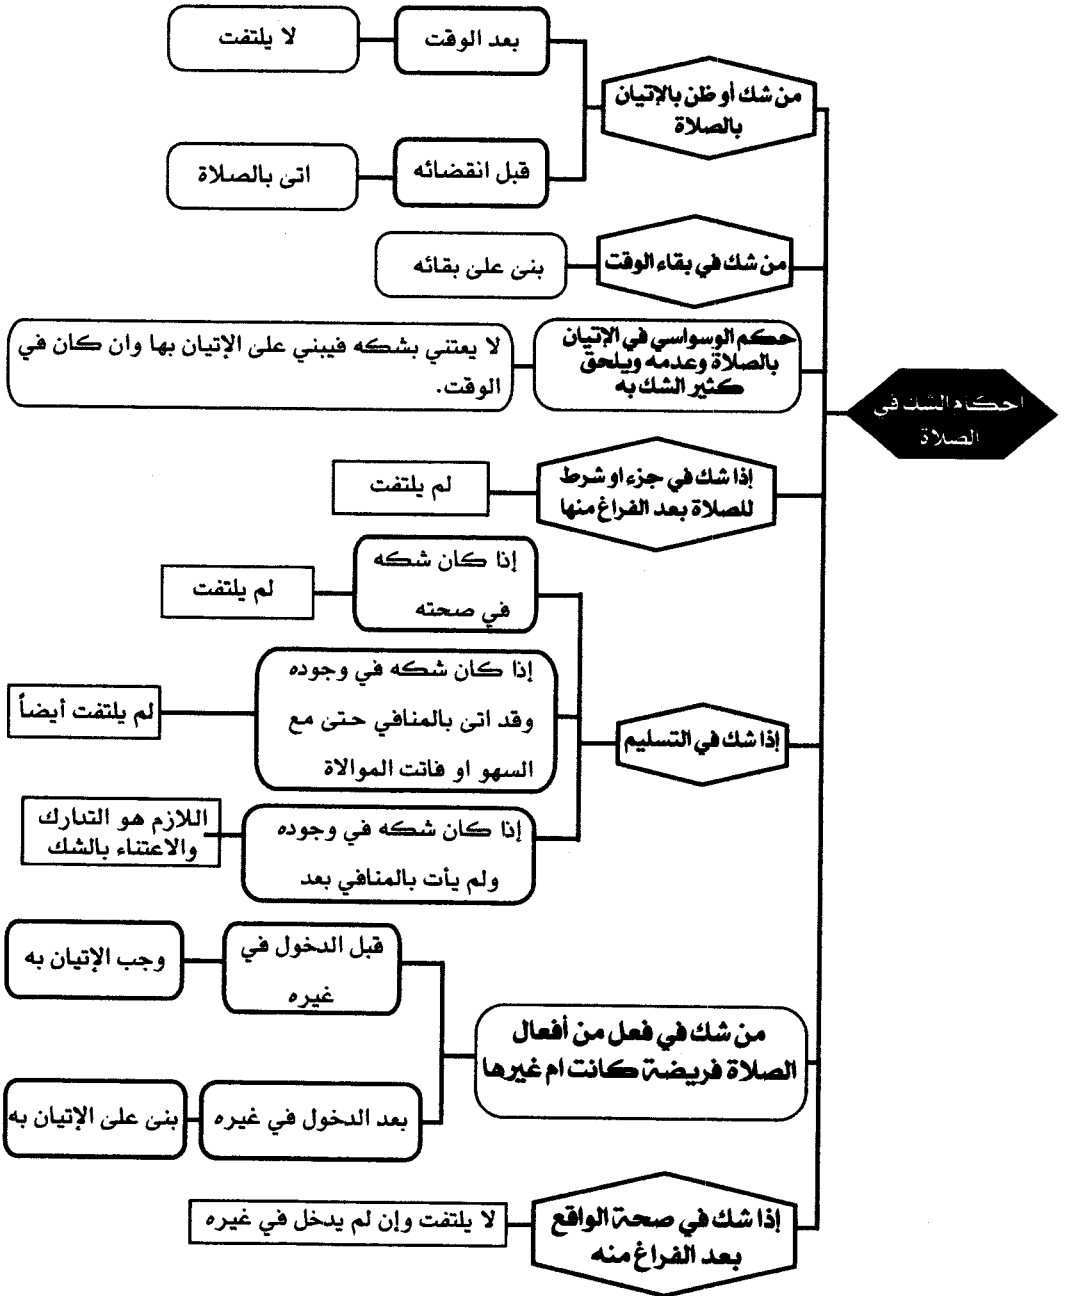 احكام الشك في
الصلاة
من شك أو ظن بالإتيان
بالصلاة
بعد الوقت
لا يلتفت
قبل انقضائه
اتى بالصلاة
من شك في بقاء الوقت
بنى على بقائه
حكم الوسواسي في الإتيان
بالصلاة وعدمه ويلحق
كثير الشك به
لا يعتني بشكه فيبني على الإتيان بها وان كان في
الوقت.
إذا شك في جزء او شرط
للصلاة بعد الفراغ منها
لم يلتفت
إذا شك في التسليم
إذا كان شكه
في صحته
لم يلتفت
إذا كان شكه في وجوده
وقد اتى بالمنافي حتى مع
السهو او فاتت الموالاة
لم يلتفت أيضاً
إذا كان شكه في وجوده
ولم يأت بالمنافي بعد
اللازم هو التدارك
والاعتناء بالشك
من شك في فعل من أفعال
الصلاة فريضة كانت ام غيرها
قبل الدخول في
غيره
وجب الإتيان به
بعد الدخول في غيره
بنى على الإتيان به
إذا شك في صحة الواقع
بعد الفراغ منه
لا يلتفت وإن لم يدخل في غيره